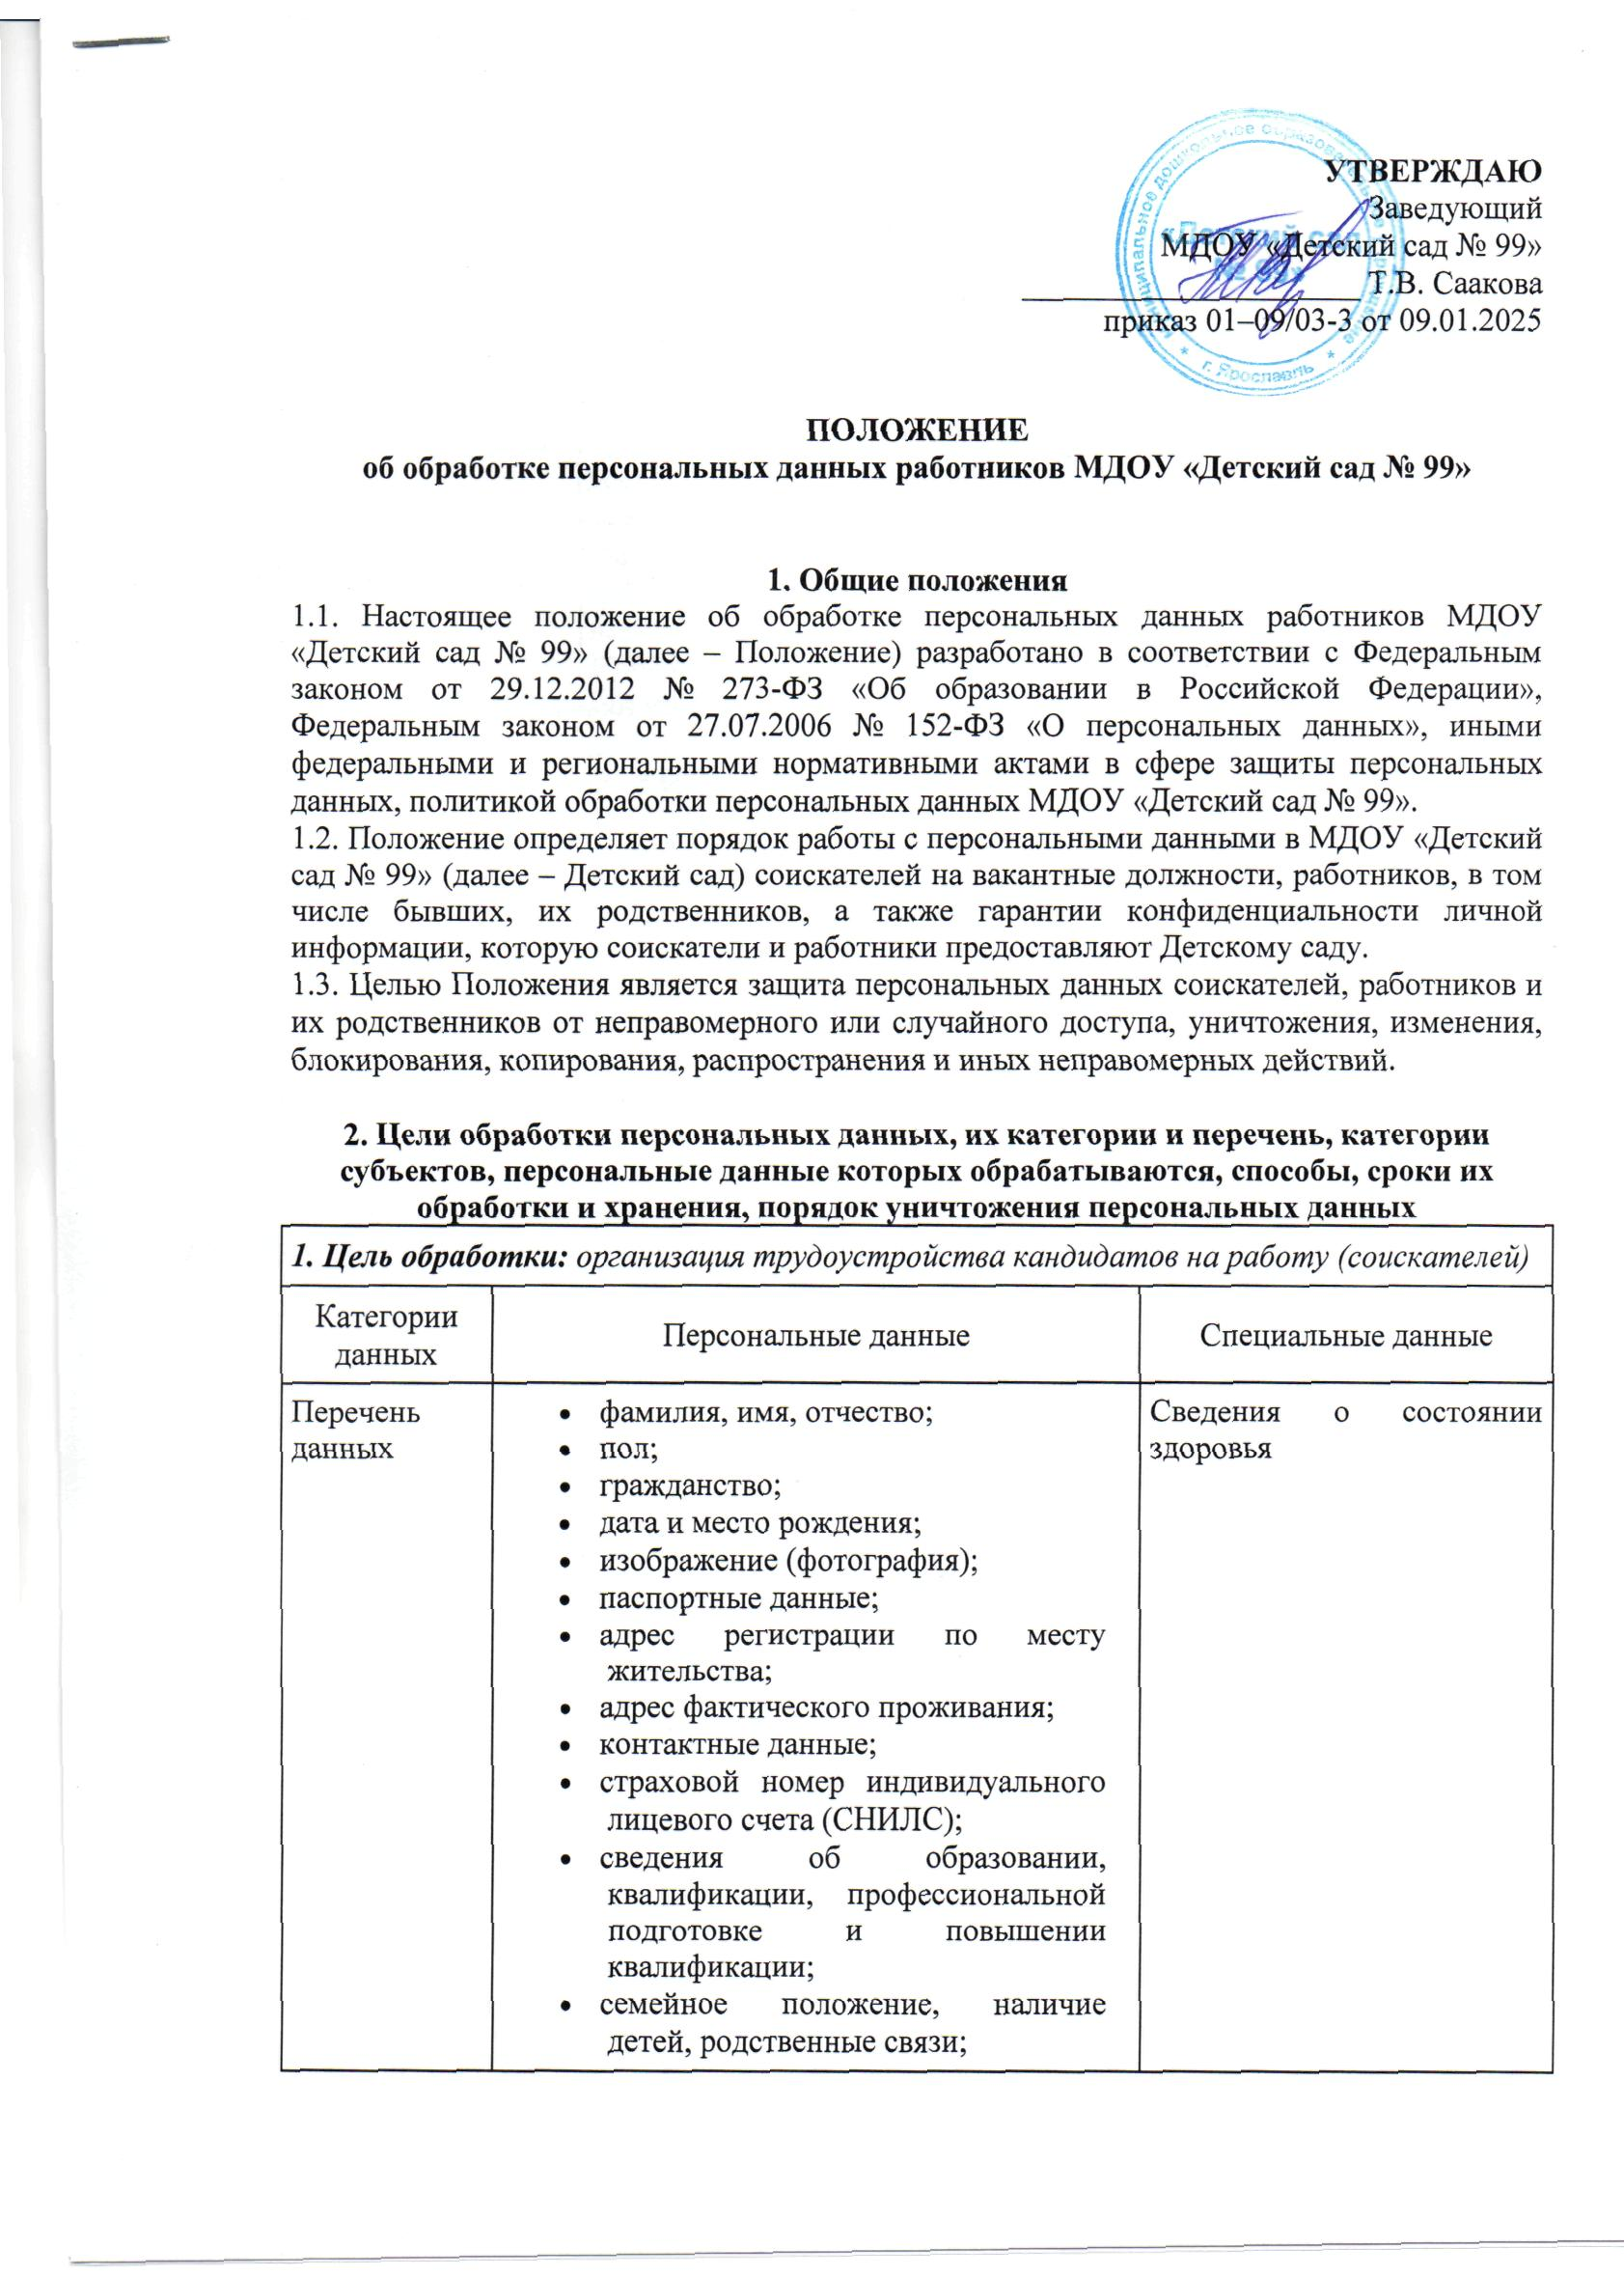 УТВЕРЖДАЮ
Заведующий
МДОУ «Детский сад № 99»
Т.В. Саакова
приказ 01–09/03-3 от 09.01.2025
«Детский сад
№ 99»
г. Ярославль
ПОЛОЖЕНИЕ
об обработке персональных данных работников МДОУ «Детский сад № 99»
1. Общие положения
1.1. Настоящее положение об обработке персональных данных работников МДОУ
«Детский сад № 99» (далее – Положение) разработано в соответствии с Федеральным
законом от 29.12.2012 № 273-ФЗ «Об образовании в Российской Федерации»,
Федеральным законом от 27.07.2006 № 152-ФЗ «О персональных данных», иными
федеральными и региональными нормативными актами в сфере защиты персональных
данных, политикой обработки персональных данных МДОУ «Детский сад № 99».
1.2. Положение определяет порядок работы с персональными данными в МДОУ «Детский
сад № 99» (далее – Детский сад) соискателей на вакантные должности, работников, в том
числе бывших, их родственников, а также гарантии конфиденциальности личной
информации, которую соискатели и работники предоставляют Детскому саду.
1.3. Целью Положения является защита персональных данных соискателей, работников и
их родственников от неправомерного или случайного доступа, уничтожения, изменения,
блокирования, копирования, распространения и иных неправомерных действий.
2. Цели обработки персональных данных, их категории и перечень, категории
субъектов, персональные данные которых обрабатываются, способы, сроки их
обработки и хранения, порядок уничтожения персональных данных
1. Цель обработки: организация трудоустройства кандидатов на работу (соискателей)
Категории
данных
Персональные данные
Специальные данные
Перечень
данных
• фамилия, имя, отчество;
• пол;
• гражданство;
• дата и место рождения;
• изображение (фотография);
• паспортные данные;
• адрес регистрации по месту
жительства;
• адрес фактического проживания;
• контактные данные;
• страховой номер индивидуального
лицевого счета (СНИЛС);
• сведения об образовании,
квалификации, профессиональной
подготовке и повышении
квалификации;
• семейное положение, наличие
детей, родственные связи;
Сведения о состоянии
здоровья